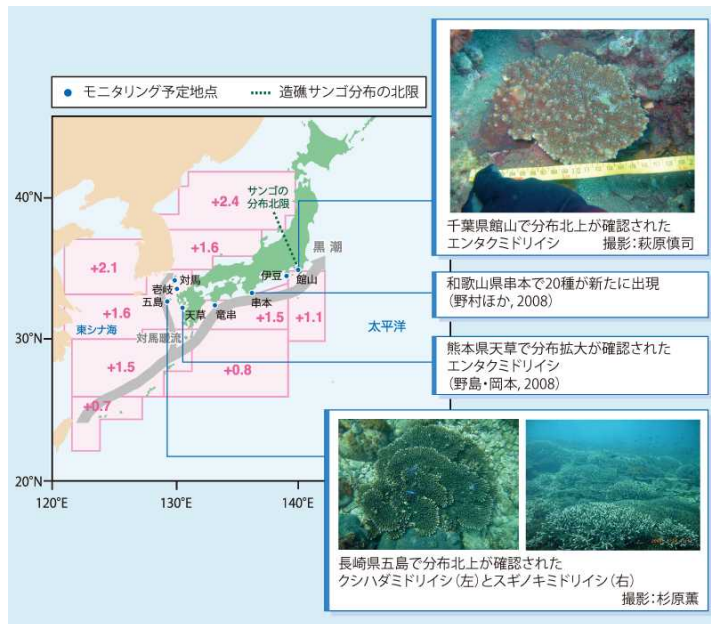 モニタリング予定地点
造礁サンゴ分布の北限
40°N
30°N
20°N
120°E
130°E
140°E
サンゴの
分布北限
+2.4
+1.6
+2.1
+1.6
+1.5
+1.1
+1.5
+0.8
+0.7
黒潮
対馬
壱岐
五島
天草
竜串
串本
伊豆
館山
東シナ海
対馬暖流
太平洋
千葉県館山で分布北上が確認された
エンタクミドリイシ 撮影：萩原慎司
和歌山県串本で20種が新たに出現
（野村ほか, 2008）
熊本県天草で分布拡大が確認された
エンタクミドリイシ
（野島・岡本, 2008）
長崎県五島で分布北上が確認された
クシハダミドリイシ（左）とスギノキミドリイシ（右）
撮影：杉原薫